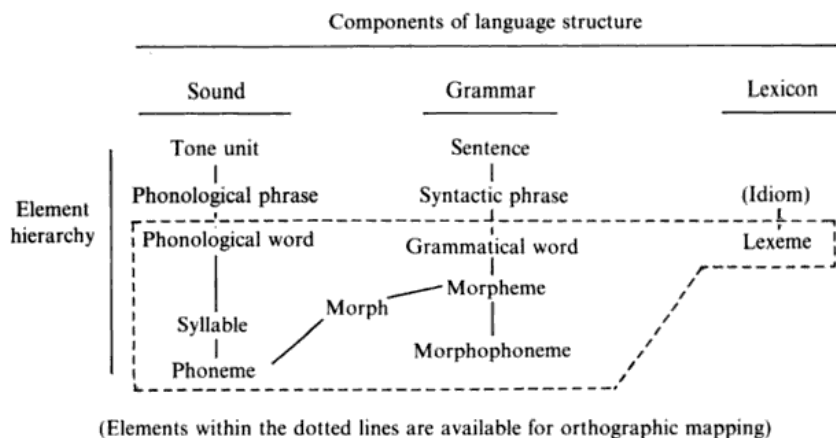 Components of language structure
Sound Grammar Lexicon
Tone unit Sentence
Phonological phrase Syntactic phrase (Idiom)
Element
hierarchy
Phonological word Grammatical word Lexeme
Morph Morpheme
Syllable
Phoneme Morphophoneme
(Elements within the dotted lines are available for orthographic mapping)